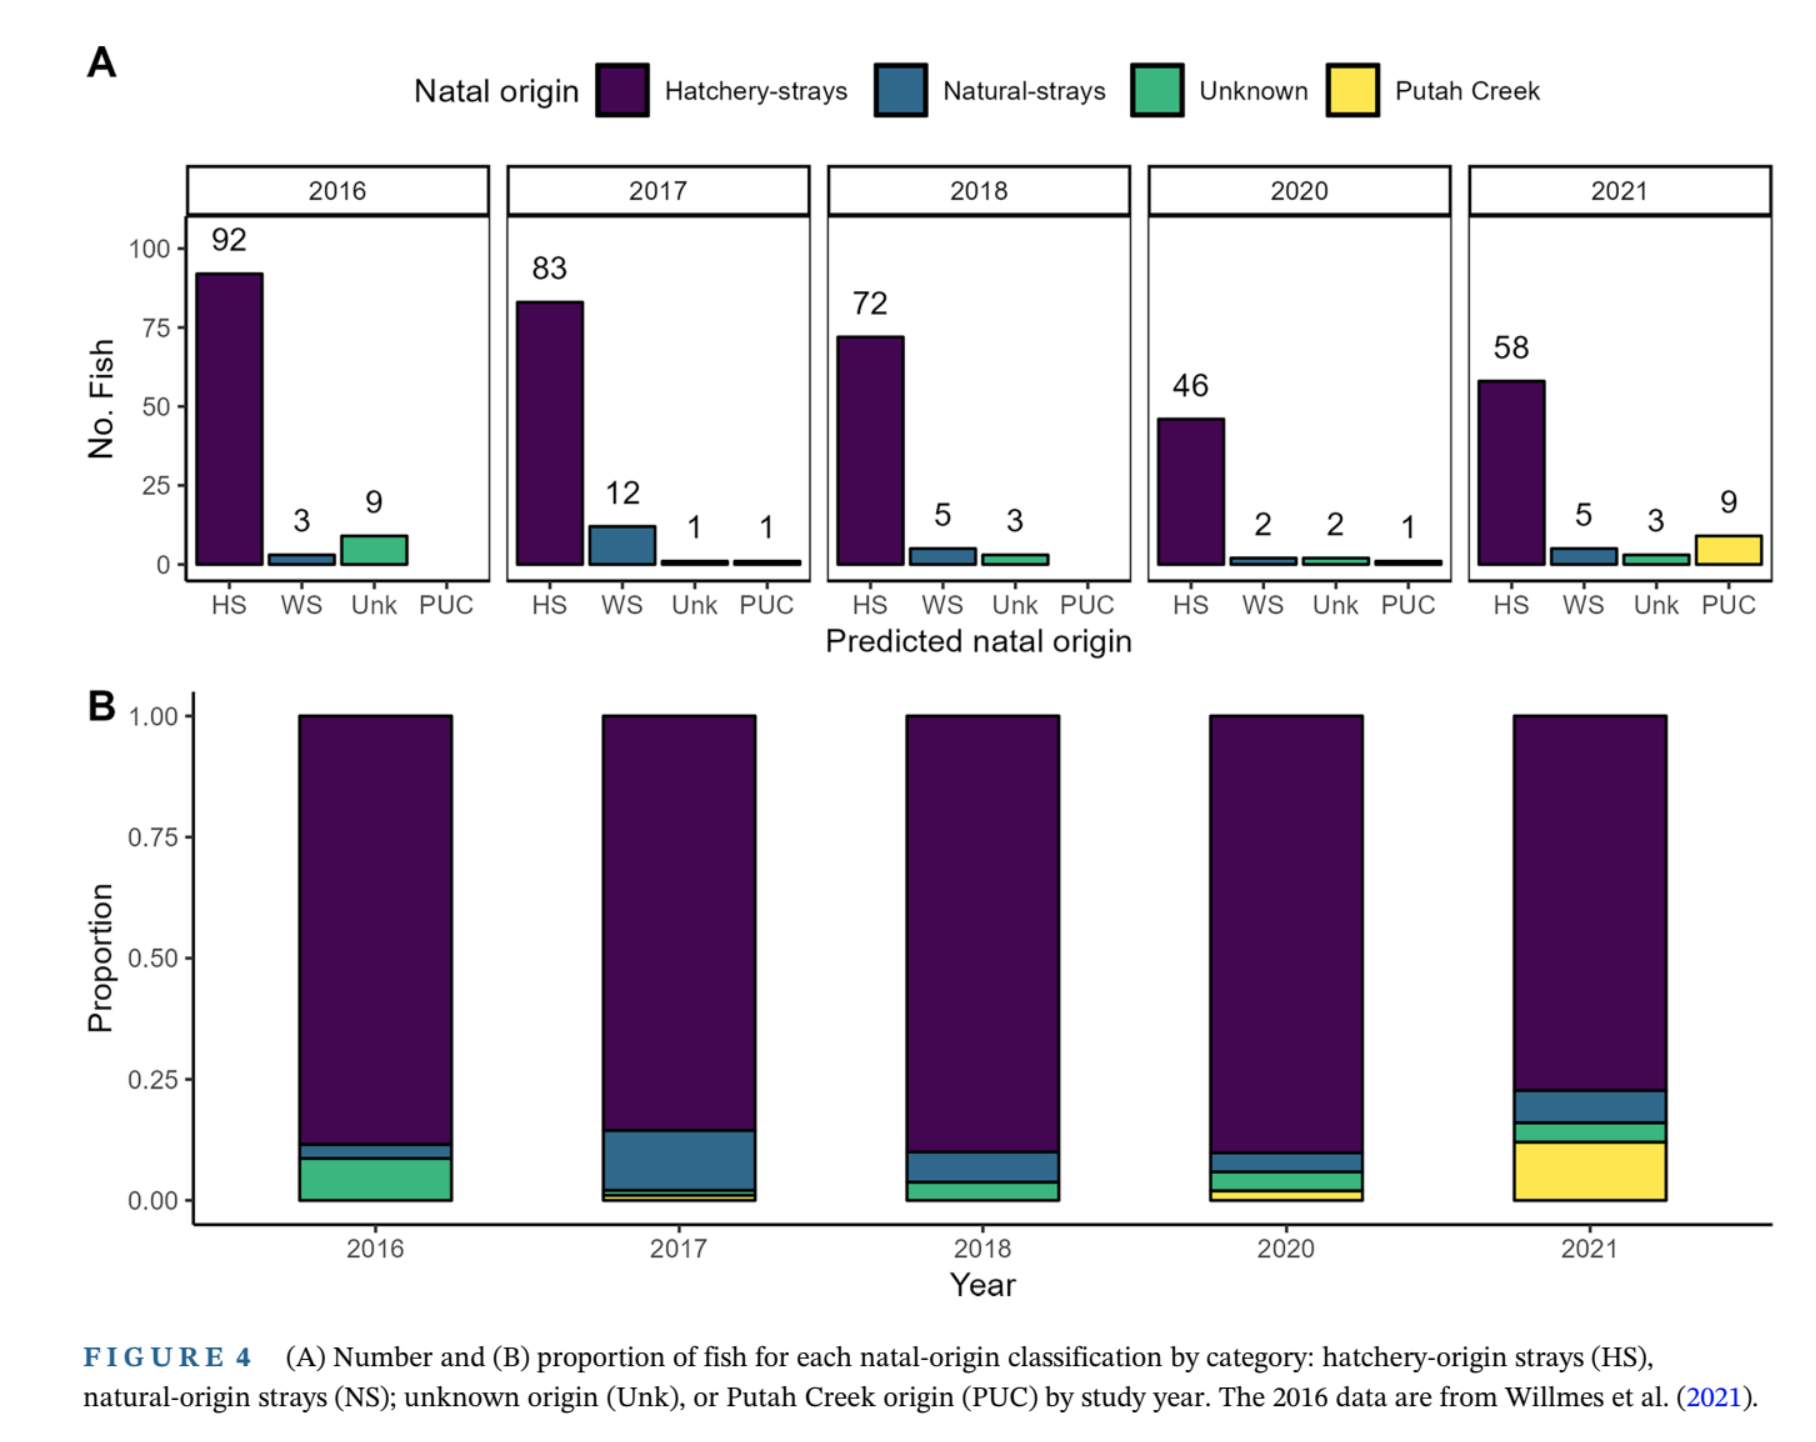 A
Natal origin Hatchery-strays Natural-strays Unknown Putah Creek
2016 2017 2018 2020 2021
No. Fish
100
75
50
25
0
92 3 9
83 12 1 1
72 5 3
46 2 2 1
58 5 3 9
HS WS Unk PUC HS WS Unk PUC HS WS Unk PUC HS WS Unk PUC HS WS Unk PUC
Predicted natal origin
B
Proportion
1.00
0.75
0.50
0.25
0.00
2016 2017 2018 2020 2021
Year
FIGURE 4 (A) Number and (B) proportion of fish for each natal-origin classification by category: hatchery-origin strays (HS),
natural-origin strays (NS); unknown origin (Unk), or Putah Creek origin (PUC) by study year. The 2016 data are from Willmes et al. (2021).